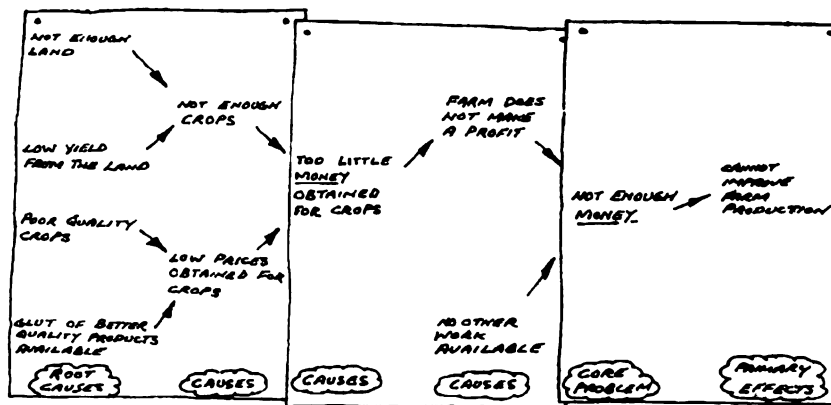 NOT ENOUGH
LAND
NOT ENOUGH
CROPS
LOW YIELD
FROM THE LAND
POOR QUALITY
CROPS
LOW PRICES
OBTAINED FOR
CROPS
GLUT OF BETTER
QUALITY PRODUCTS
AVAILABLE
ROOT
CAUSES
CAUSES
TOO LITTLE
MONEY
OBTAINED
FOR CROPS
FARM DOES
NOT MAKE
A PROFIT
NO OTHER
WORK
AVAILABLE
CAUSES
CAUSES
NOT ENOUGH
MONEY
CANNOT
IMPROVE
FARM
PRODUCTION
CORE
PROBLEM
PRIMARY
EFFECTS